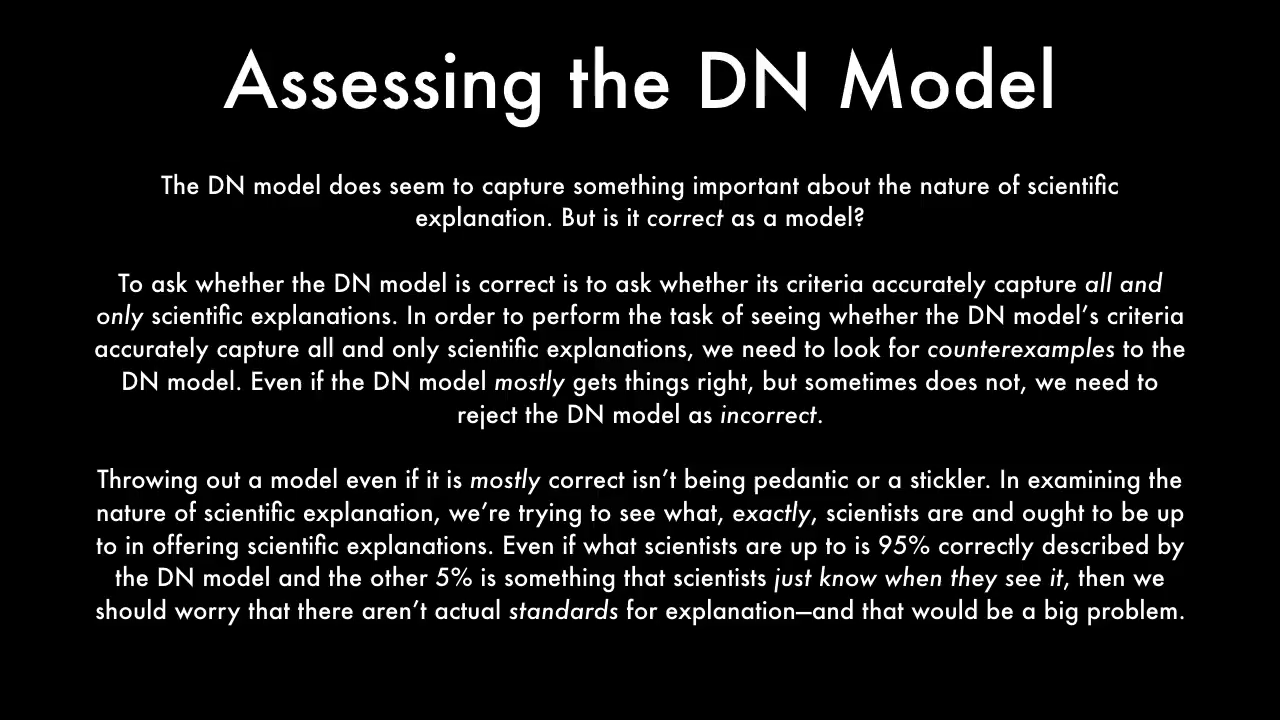 Assessing the DN Model
The DN model does seem to capture something important about the nature of scientific
explanation. But is it correct as a model?
To ask whether the DN model is correct is to ask whether its criteria accurately capture all and
only scientific explanations. In order to perform the task of seeing whether the DN model’s criteria
accurately capture all and only scientific explanations, we need to look for counterexamples to the
DN model. Even if the DN model mostly gets things right, but sometimes does not, we need to
reject the DN model as incorrect.
Throwing out a model even if it is mostly correct isn’t being pedantic or a stickler. In examining the
nature of scientific explanation, we’re trying to see what, exactly, scientists are and ought to be up
to in offering scientific explanations. Even if what scientists are up to is 95% correctly described by
the DN model and the other 5% is something that scientists just know when they see it, then we
should worry that there aren’t actual standards for explanation—and that would be a big problem.